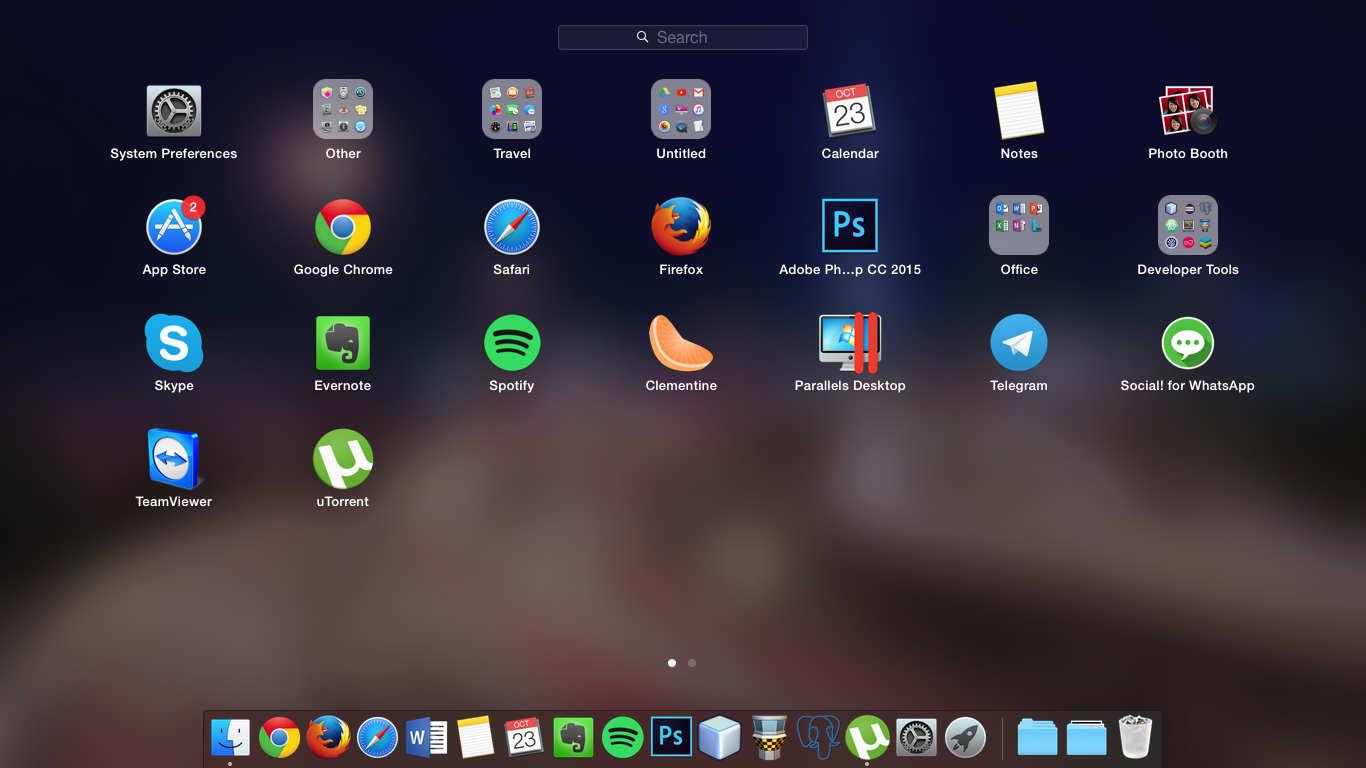 Search
System Preferences
Other
Travel
Untitled
OCT
23
Calendar
Notes
Photo Booth
2
App Store
Google Chrome
Safari
Firefox
Ps
Adobe Ph...p CC 2015
Office
Developer Tools
S
Skype
Evernote
Spotify
Clementine
Parallels Desktop
Telegram
Social! for WhatsApp
TeamViewer
µ
uTorrent
W
OCT
23
Ps
µ